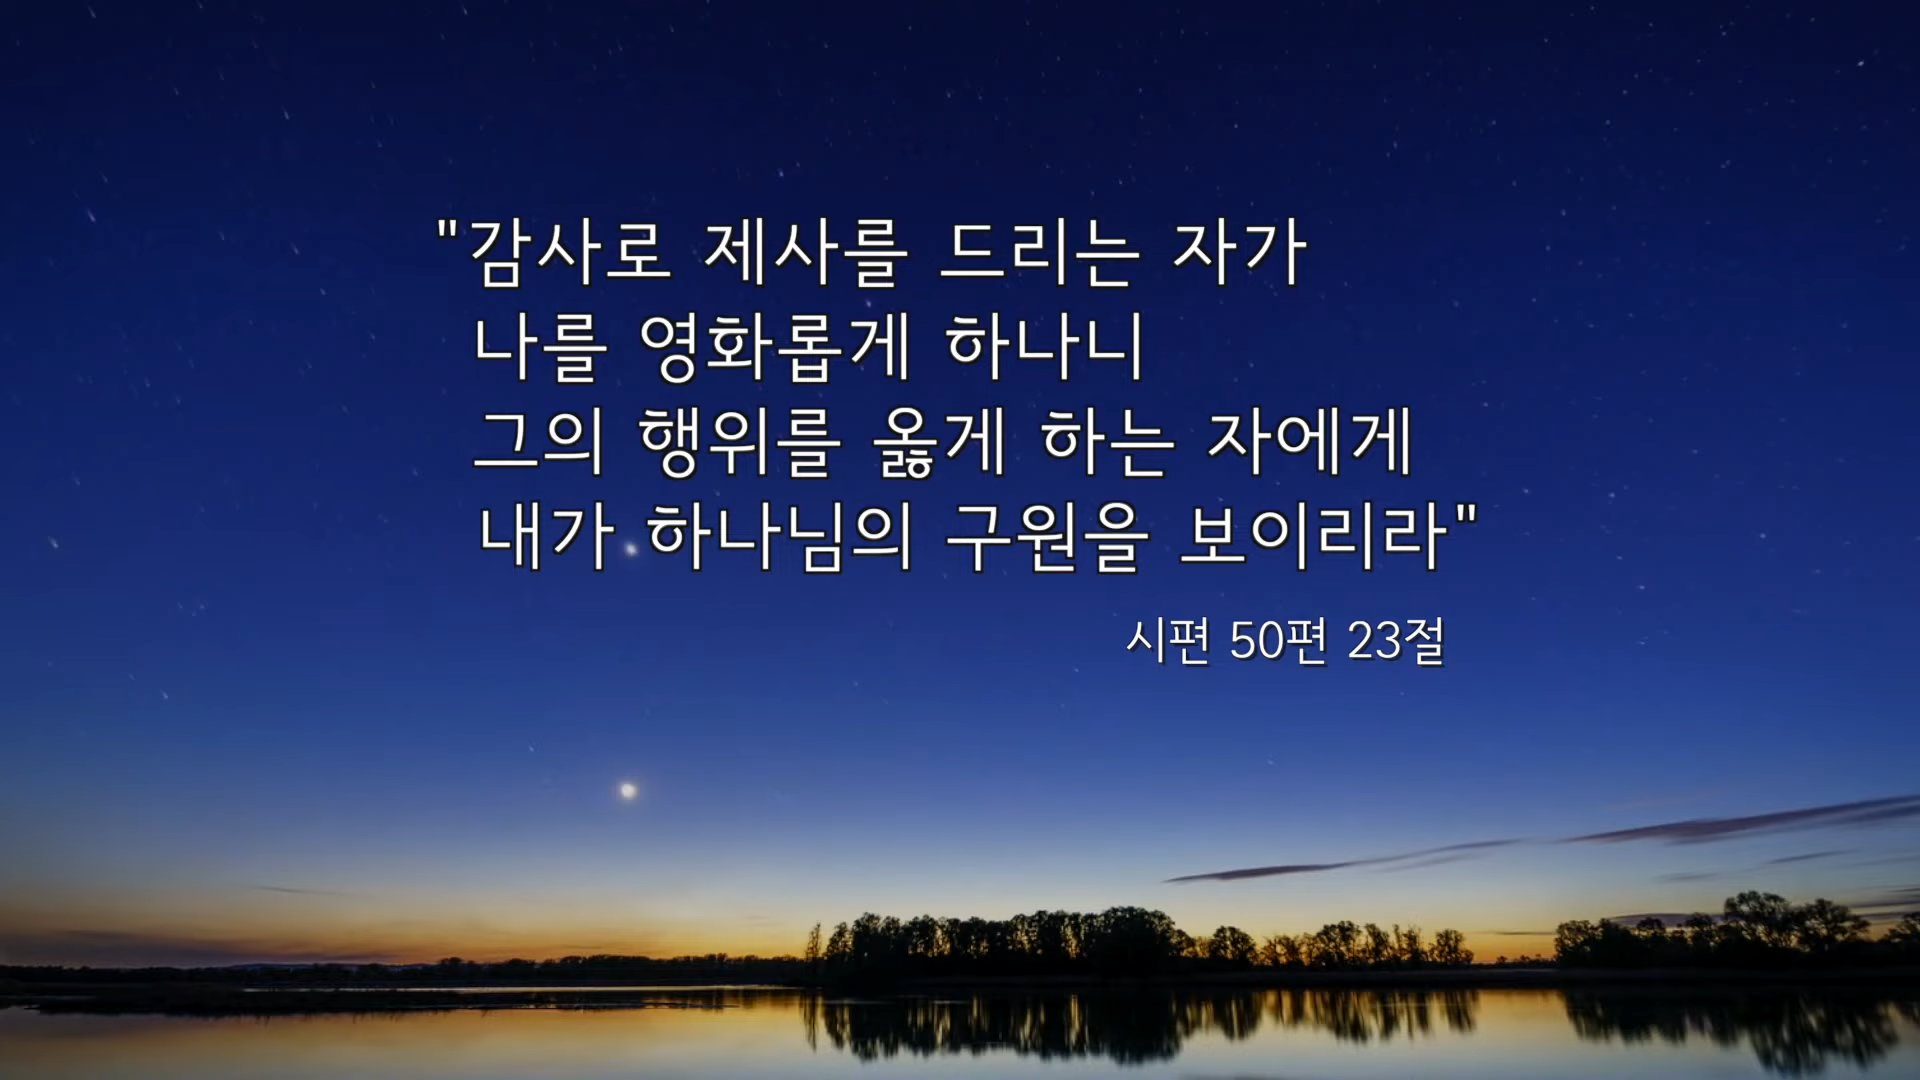 "감사로 제사를 드리는 자가
나를 영화롭게 하나니
그의 행위를 옳게 하는 자에게
내가 하나님의 구원을 보이리라"
시편 50편 23절